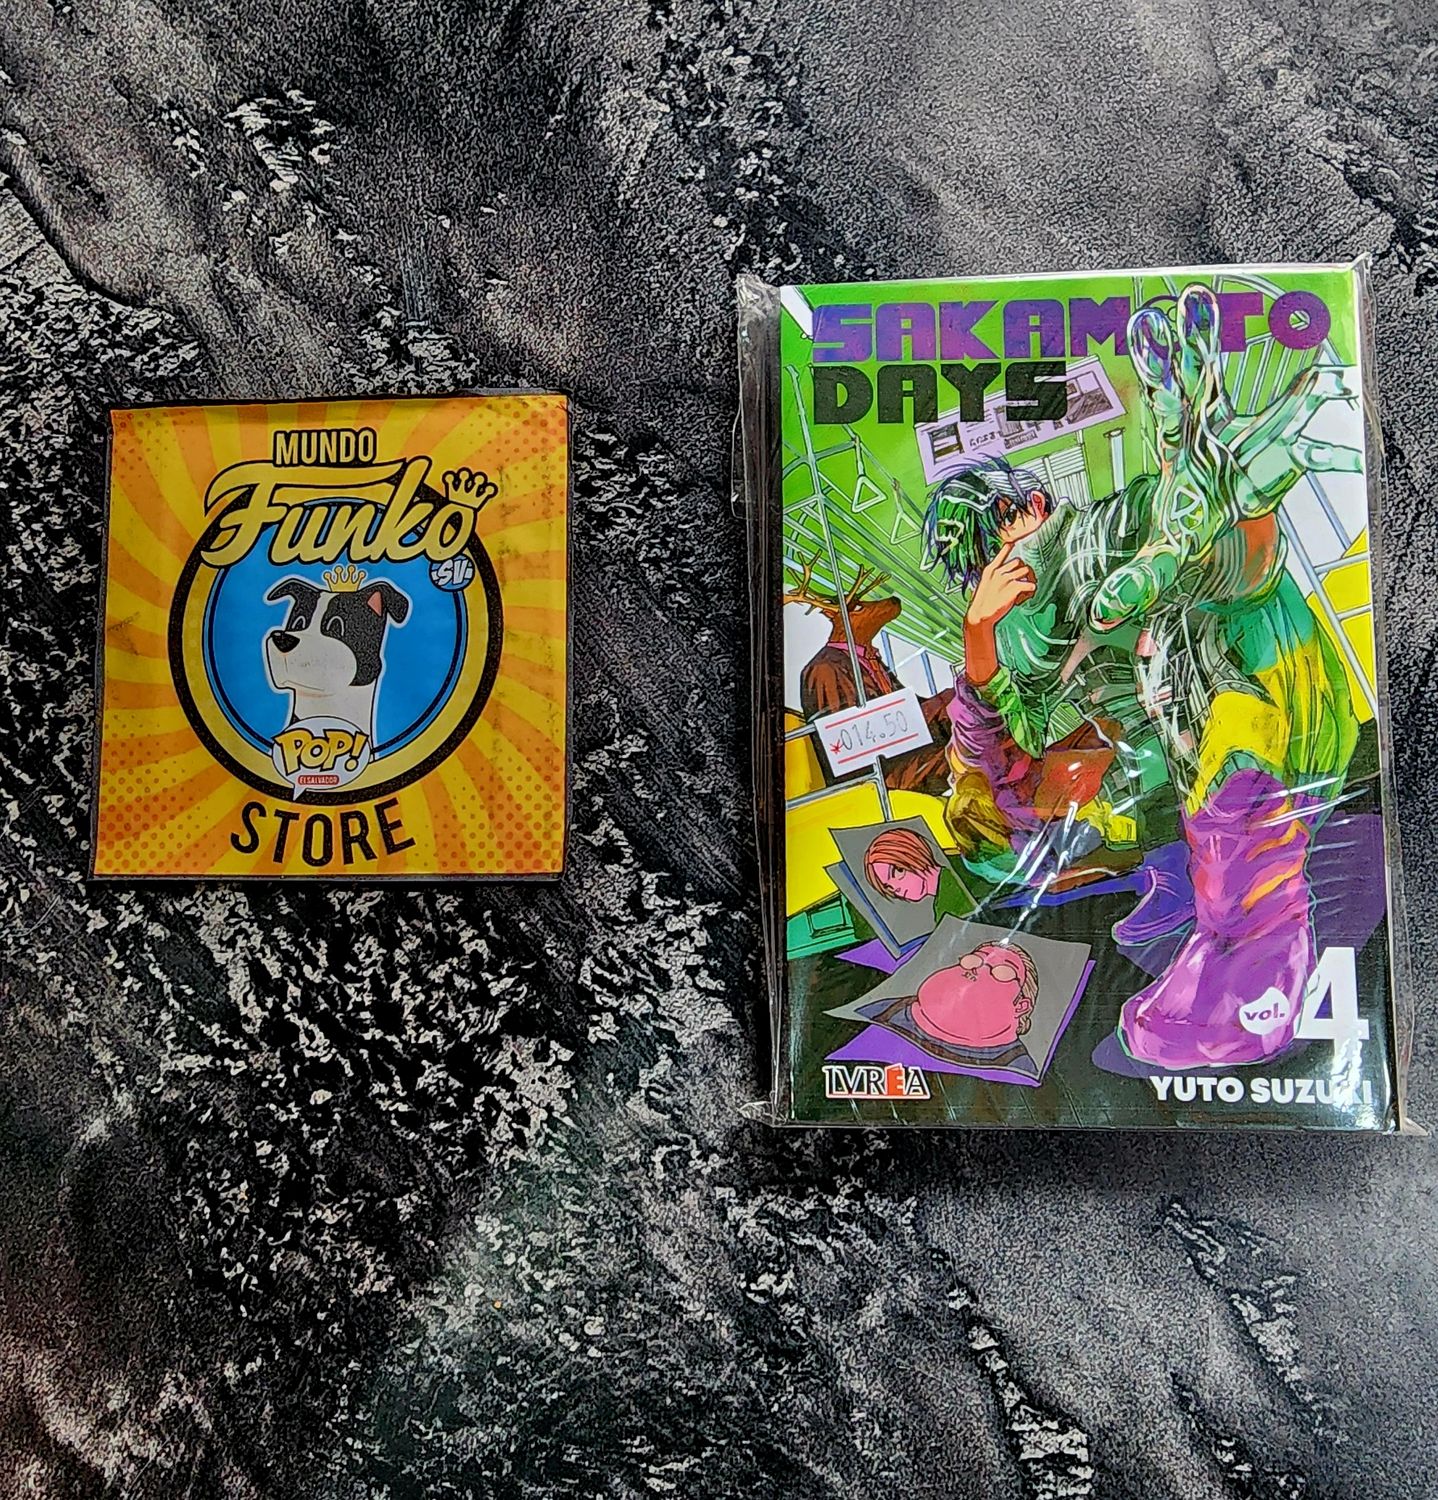 MUNDO
Funko
SV
POP!
EL SALVADOR
STORE
SAKAMOTO
DAYS
*014.50
vol. 4
IVREA
YUTO SUZUKI